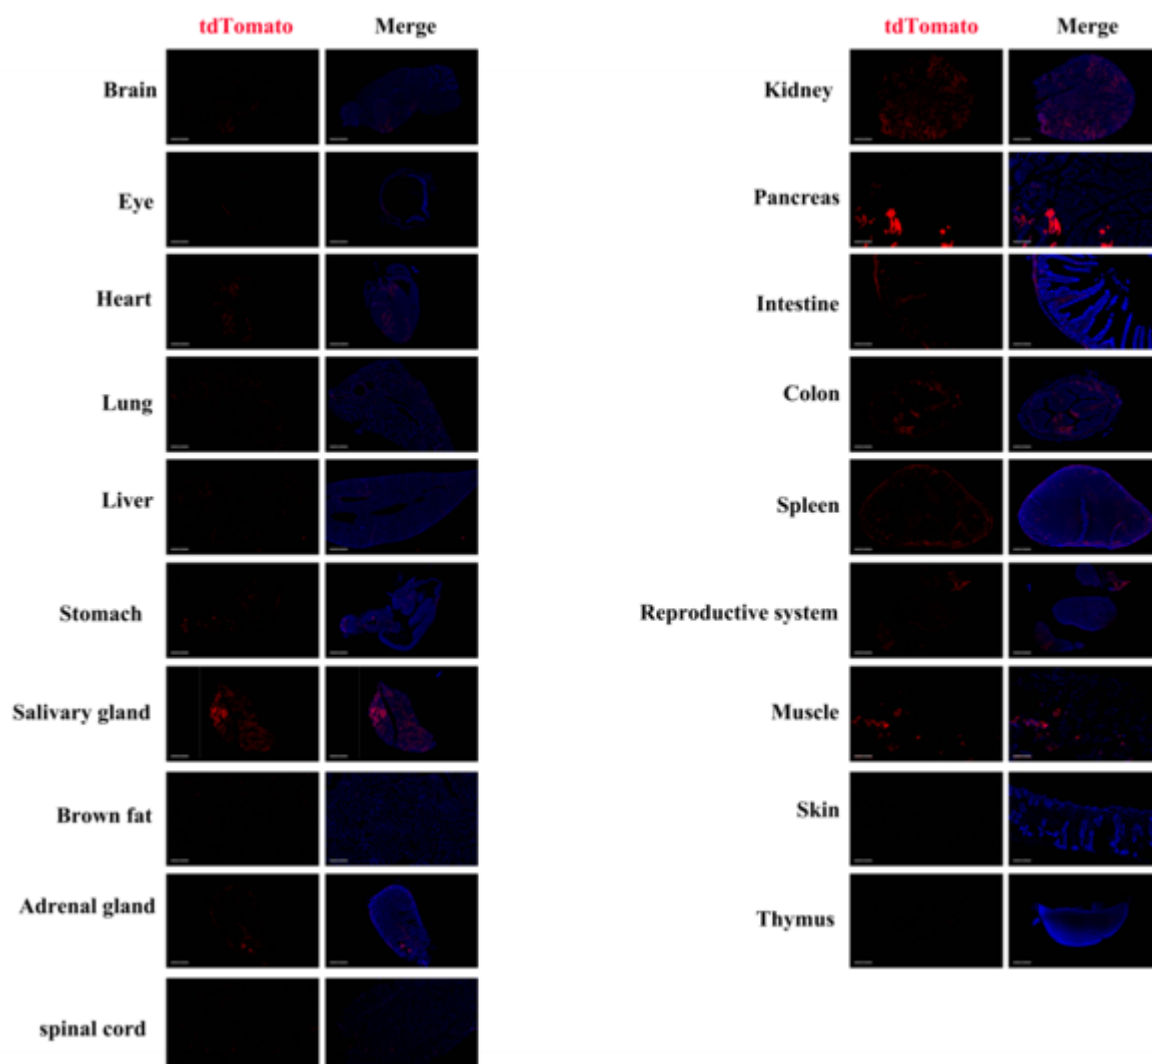 tdTomato Merge
Brain
Eye
Heart
Lung
Liver
Stomach
Salivary gland
Brown fat
Adrenal gland
spinal cord
tdTomato Merge
Kidney
Pancreas
Intestine
Colon
Spleen
Reproductive system
Muscle
Skin
Thymus